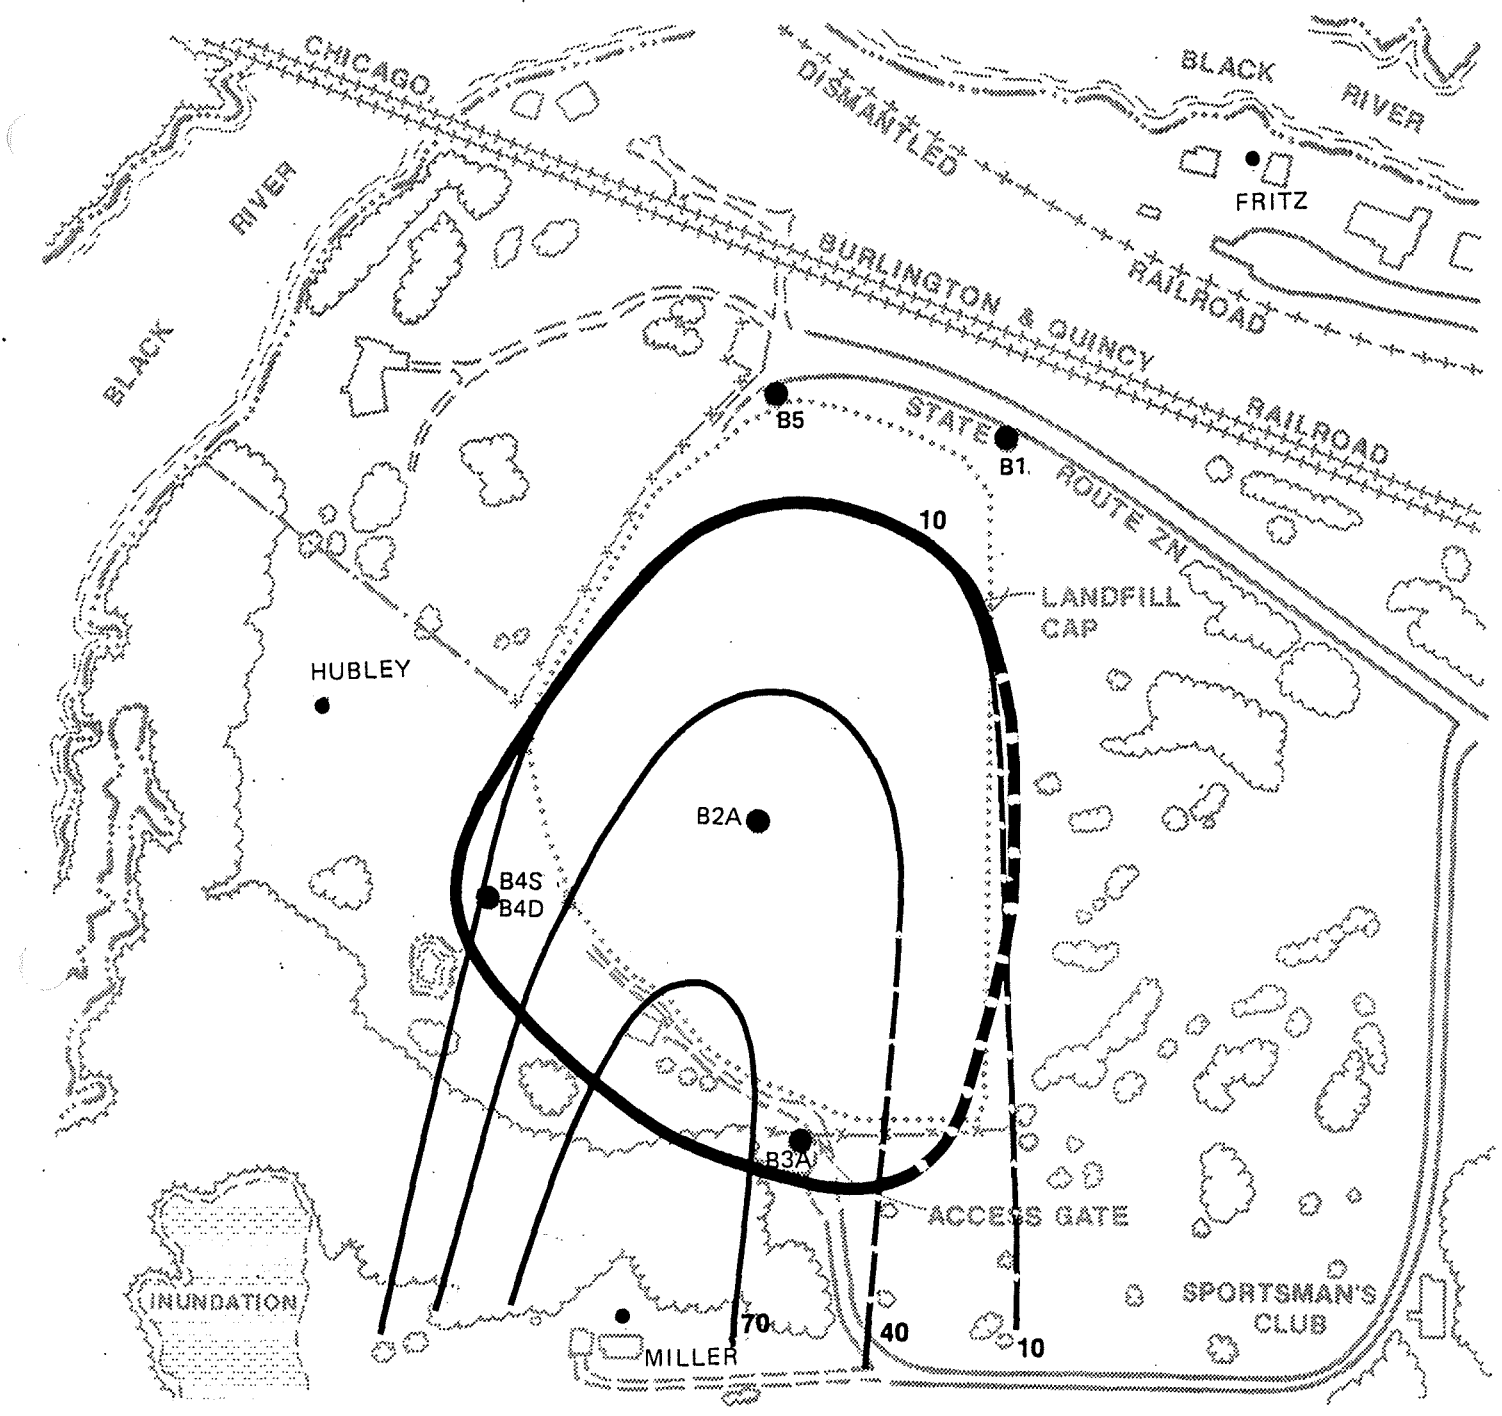 CHICAGO,
BLACK
RIVER
DISMANTLED
FRITZ
RIVER
BURLINGTON & QUINCY
RAILROAD
BLACK
RAILROAD
B5
STATE
B1.
ROUTE ZN
10
LANDFILL
CAP
HUBLEY
B2A
B4S
B4D
B3A
ACCESS GATE
INUNDATION
SPORTSMAN'S
CLUB
70
40
10
MILLER